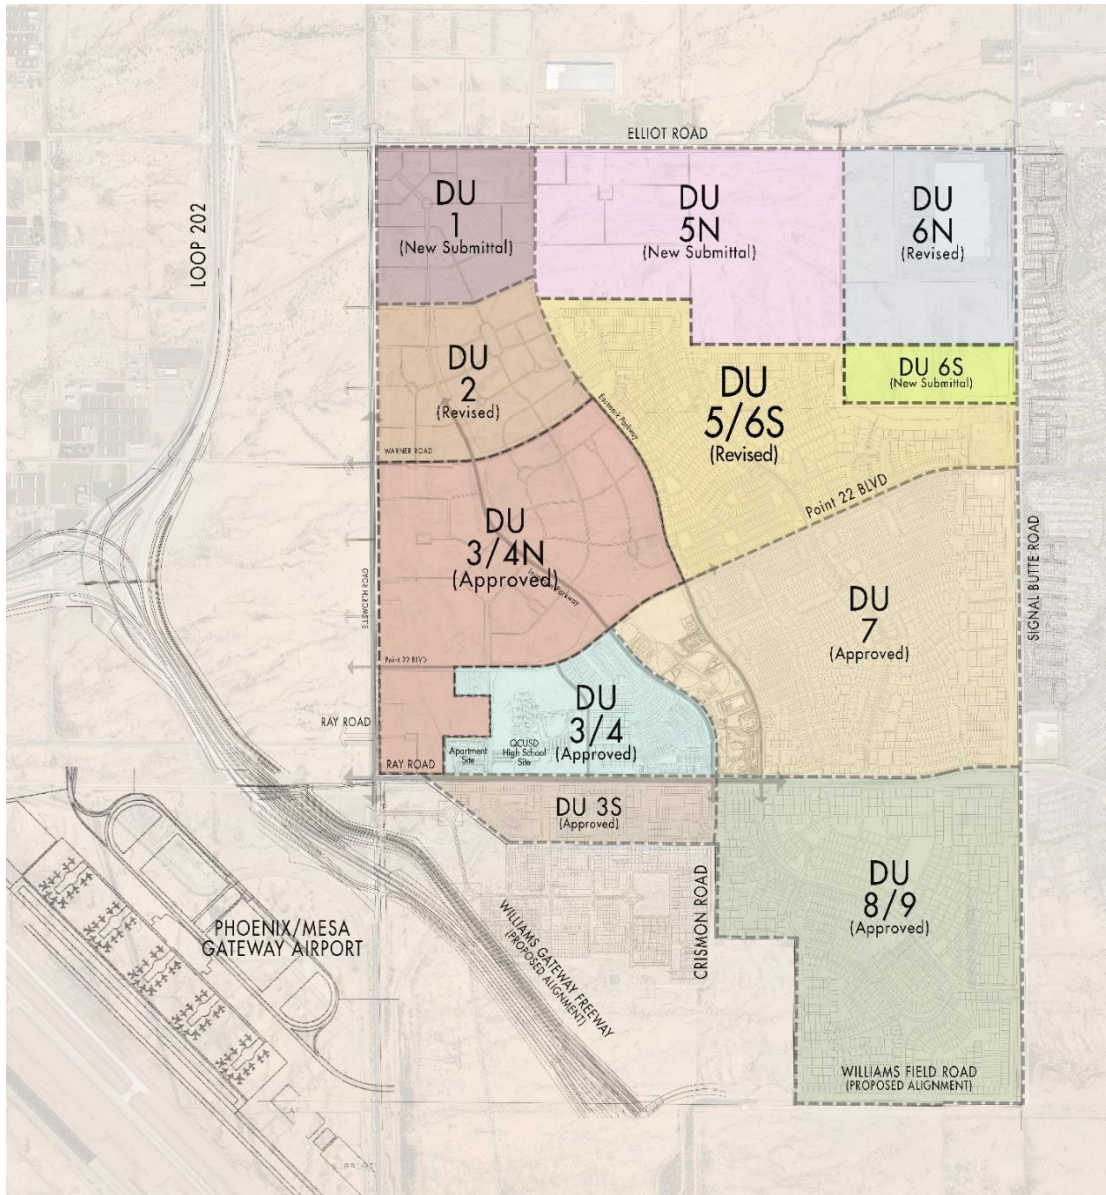 ELLIOT ROAD
LOOP 202
DU
1
(New Submittal)
DU
5N
(New Submittal)
DU
6N
(Revised)
DU
2
(Revised)
DU 6S
(New Submittal)
DU
5/6S
(Revised)
Eastmark Parkway
WARNER ROAD
Point 22 BLVD
DU
3/4N
(Approved)
Parkway
ELLSWORTH ROAD
SIGNAL BUTTE ROAD
DU
7
(Approved)
Point 22 BLVD
DU
3/4
(Approved)
RAY ROAD
Apartment
Site
QCUSD
High School
Site
RAY ROAD
DU 3S
(Approved)
DU
8/9
(Approved)
CRISMON ROAD
PHOENIX/MESA
GATEWAY AIRPORT
WILLIAMS GATEWAY FREEWAY
(PROPOSED ALIGNMENT)
WILLIAMS FIELD ROAD
(PROPOSED ALIGNMENT)